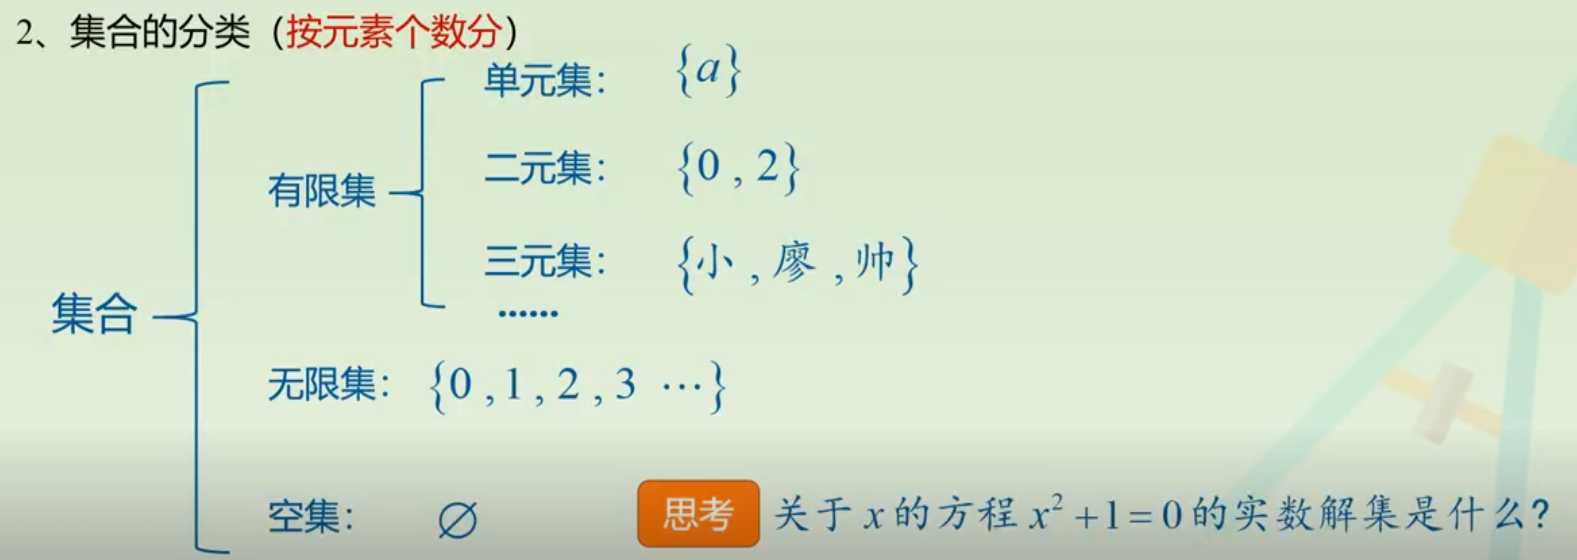 2、集合的分类（按元素个数分）
单元集： {a}
二元集： {0 , 2}
有限集
三元集： {小 , 廖 , 帅}
······
集合
无限集： {0 , 1 , 2 , 3 ⋯}
空集： ∅
思考 关于 x 的方程 x² + 1 = 0 的实数解集是什么？